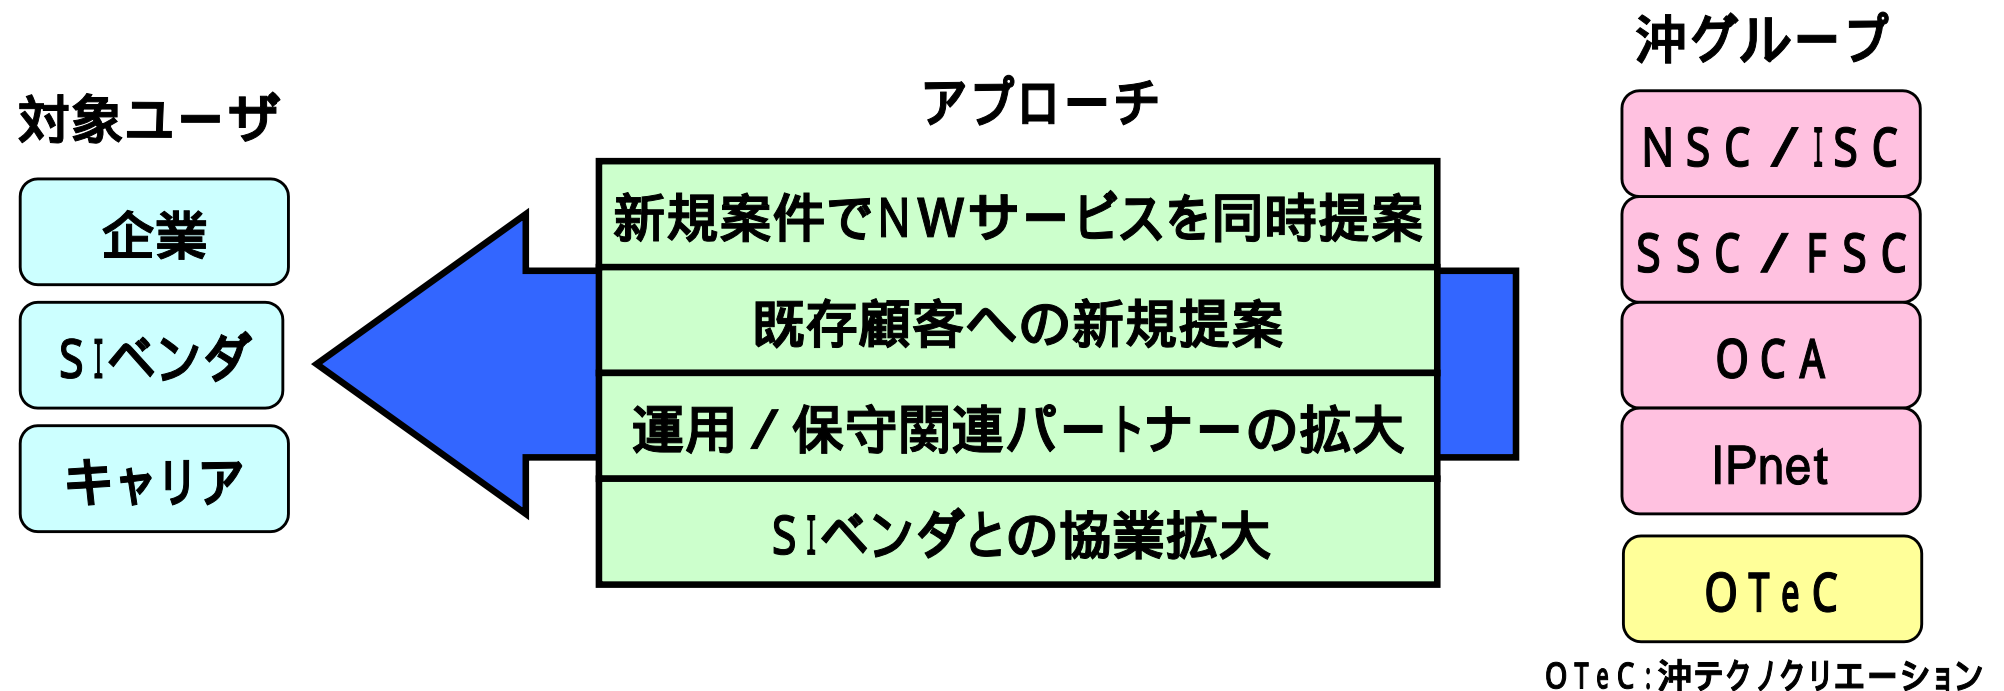 対象ユーザ
企業
SIベンダ
キャリア
アプローチ
新規案件でNWサービスを同時提案
既存顧客への新規提案
運用/保守関連パートナーの拡大
SIベンダとの協業拡大
沖グループ
NSC/ISC
SSC/FSC
OCA
IPnet
OTeC
OTeC:沖テクノクリエーション